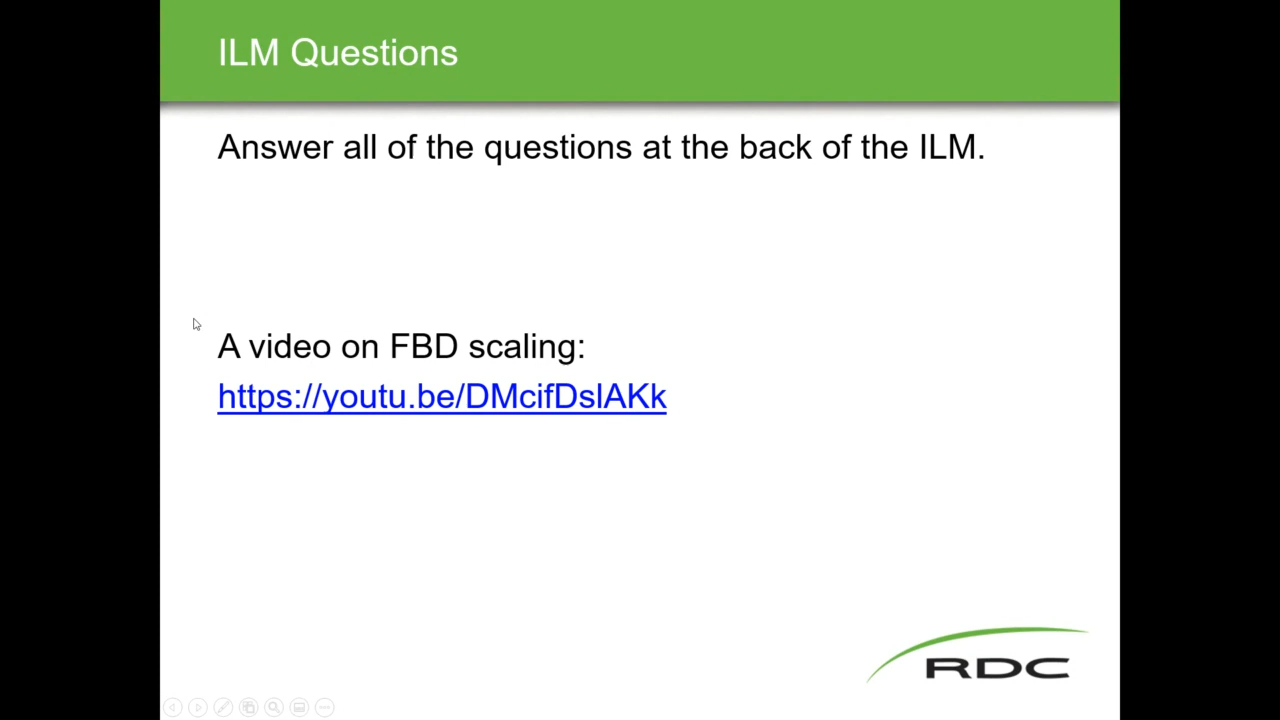 ILM Questions
Answer all of the questions at the back of the ILM.
A video on FBD scaling:
https://youtu.be/DMcifDslAKk
RDC